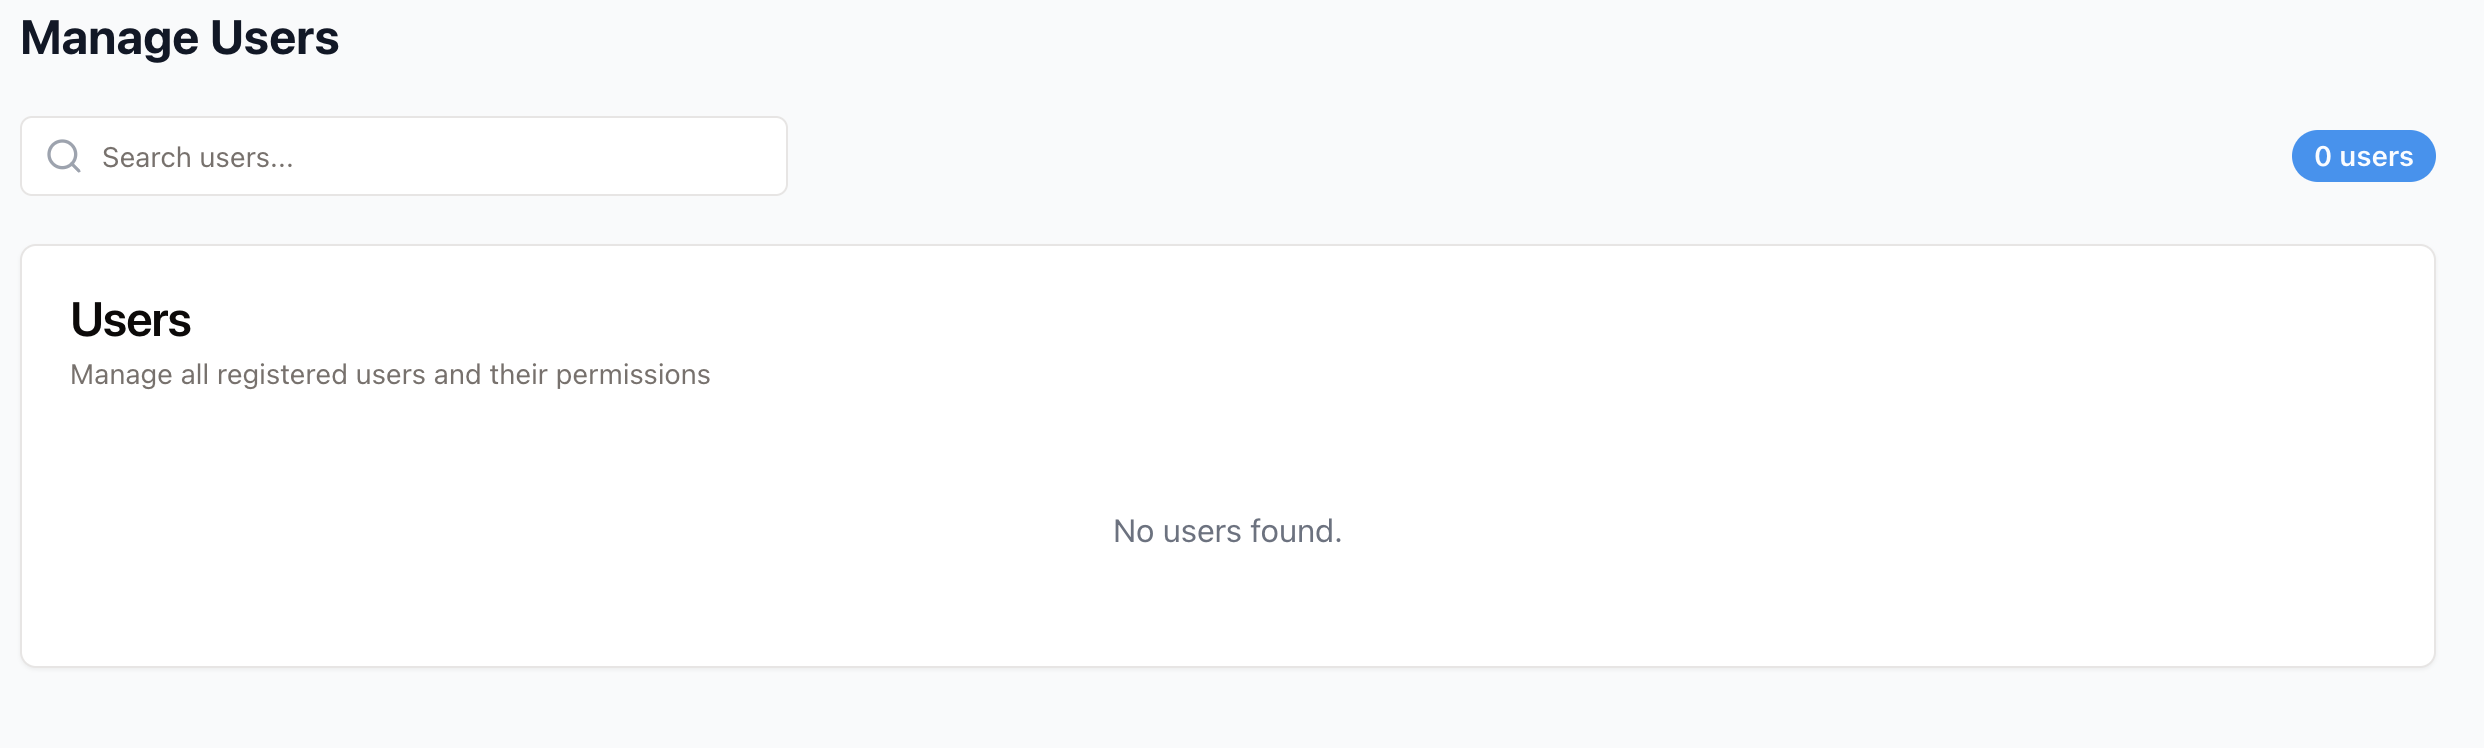 Manage Users
Search users...
0 users
Users
Manage all registered users and their permissions
No users found.